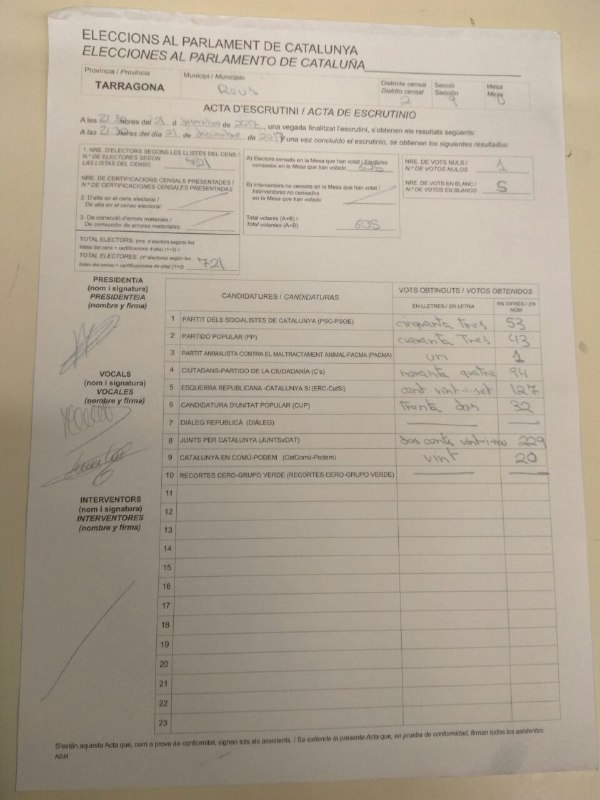 ELECCIONS AL PARLAMENT DE CATALUNYA
ELECCIONES AL PARLAMENTO DE CATALUÑA
Província / Provincia
TARRAGONA
Municipi / Municipio
Reus
Districte censal
Distrito censal
2
Secció
Sección
9
Mesa
Mesa
ACTA D'ESCRUTINI / ACTA DE ESCRUTINIO
A les 21:30 hores del 21 d desembre de 2017 una vegada finalitzat l'escrutini, s'obtenen els resultats següents:
A las 21:30 horas del día 21 de diciembre de 2017 una vez concluido el escrutinio, se obtienen los siguientes resultados:
1. NRE. D'ELECTORS SEGONS LES LLISTES DEL CENS /
N.º DE ELECTORES SEGÚN
LAS LISTAS DEL CENSO
721
NRE. DE CERTIFICACIONS CENSALS PRESENTADES /
N.º DE CERTIFICACIONES CENSALES PRESENTADAS
2. D'alta en el cens electoral /
De alta en el censo electoral:
3. De correcció d'errors materials /
De corrección de errores materiales:
TOTAL ELECTORS: (nre. d'electors segons les
llistes del cens + certificacions d'alta) (1+2) /
TOTAL ELECTORES: (nº electores según las
listas del censo + certificaciones de alta) (1+2)
721
A) Electors censats en la Mesa que han votat / Electores
censados en la Mesa que han votado
635
B) Interventors no censats en la Mesa que han votat /
Interventores no censados
en la Mesa que han votado
Total votants (A+B) /
Total votantes (A+B)
635
NRE. DE VOTS NULS /
N.º DE VOTOS NULOS
1
NRE. DE VOTS EN BLANC /
N.º DE VOTOS EN BLANCO
5
PRESIDENT/A
(nom i signatura)
PRESIDENTE/A
(nombre y firma)
VOCALS
(nom i signatura)
VOCALES
(nombre y firma)
INTERVENTORS
(nom i signatura)
INTERVENTORES
(nombre y firma)
CANDIDATURES / CANDIDATURAS
VOTS OBTINGUTS / VOTOS OBTENIDOS
EN LLETRES / EN LETRA
EN XIFRES / EN NÚM.
1 PARTIT DELS SOCIALISTES DE CATALUNYA (PSC-PSOE) cinquanta tres 53
2 PARTIDO POPULAR (PP) cuaranta tres 43
3 PARTIT ANIMALISTA CONTRA EL MALTRACTAMENT ANIMAL-PACMA (PACMA) un 1
4 CIUTADANS-PARTIDO DE LA CIUDADANÍA (C's) noranta quatre 94
5 ESQUERRA REPUBLICANA -CATALUNYA SÍ (ERC-CatSí) cent vint-i-set 127
6 CANDIDATURA D'UNITAT POPULAR (CUP) trenta dos 32
7 DIÀLEG REPUBLICÀ (DIÀLEG)
8 JUNTS PER CATALUNYA (JUNTSxCAT) dos cents vint-i-nou 229
9 CATALUNYA EN COMÚ-PODEM (CatComú-Podem) vint 20
10 RECORTES CERO-GRUPO VERDE (RECORTES CERO-GRUPO VERDE)
11
12
13
14
15
16
17
18
19
20
21
22
23
S'estén aquesta Acta que, com a prova de conformitat, signen tots els assistents. / Se extiende la presente Acta que, en prueba de conformidad, firman todos los asistentes.